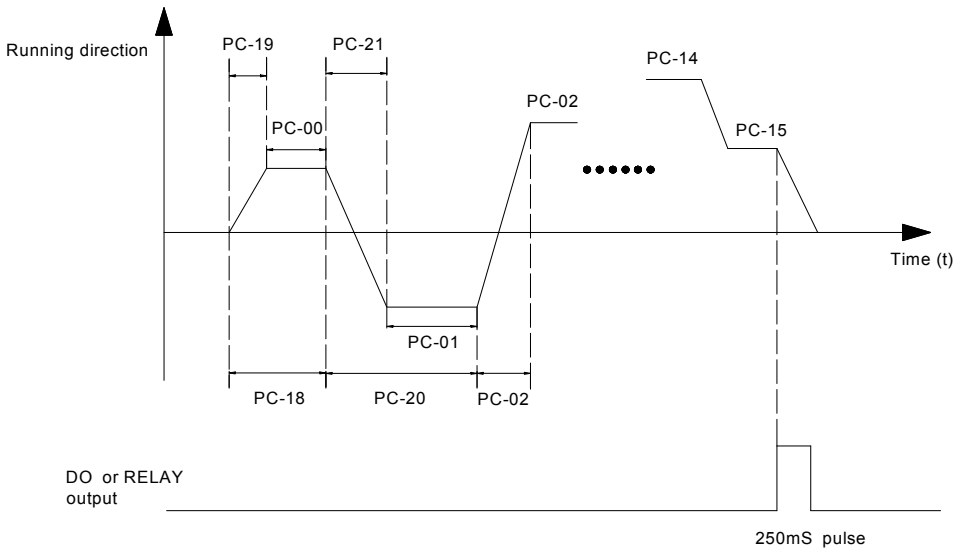 Running direction
PC-19
PC-21
PC-14
PC-00
PC-02
PC-15
Time (t)
PC-01
PC-18
PC-20
PC-02
DO or RELAY
output
250mS pulse